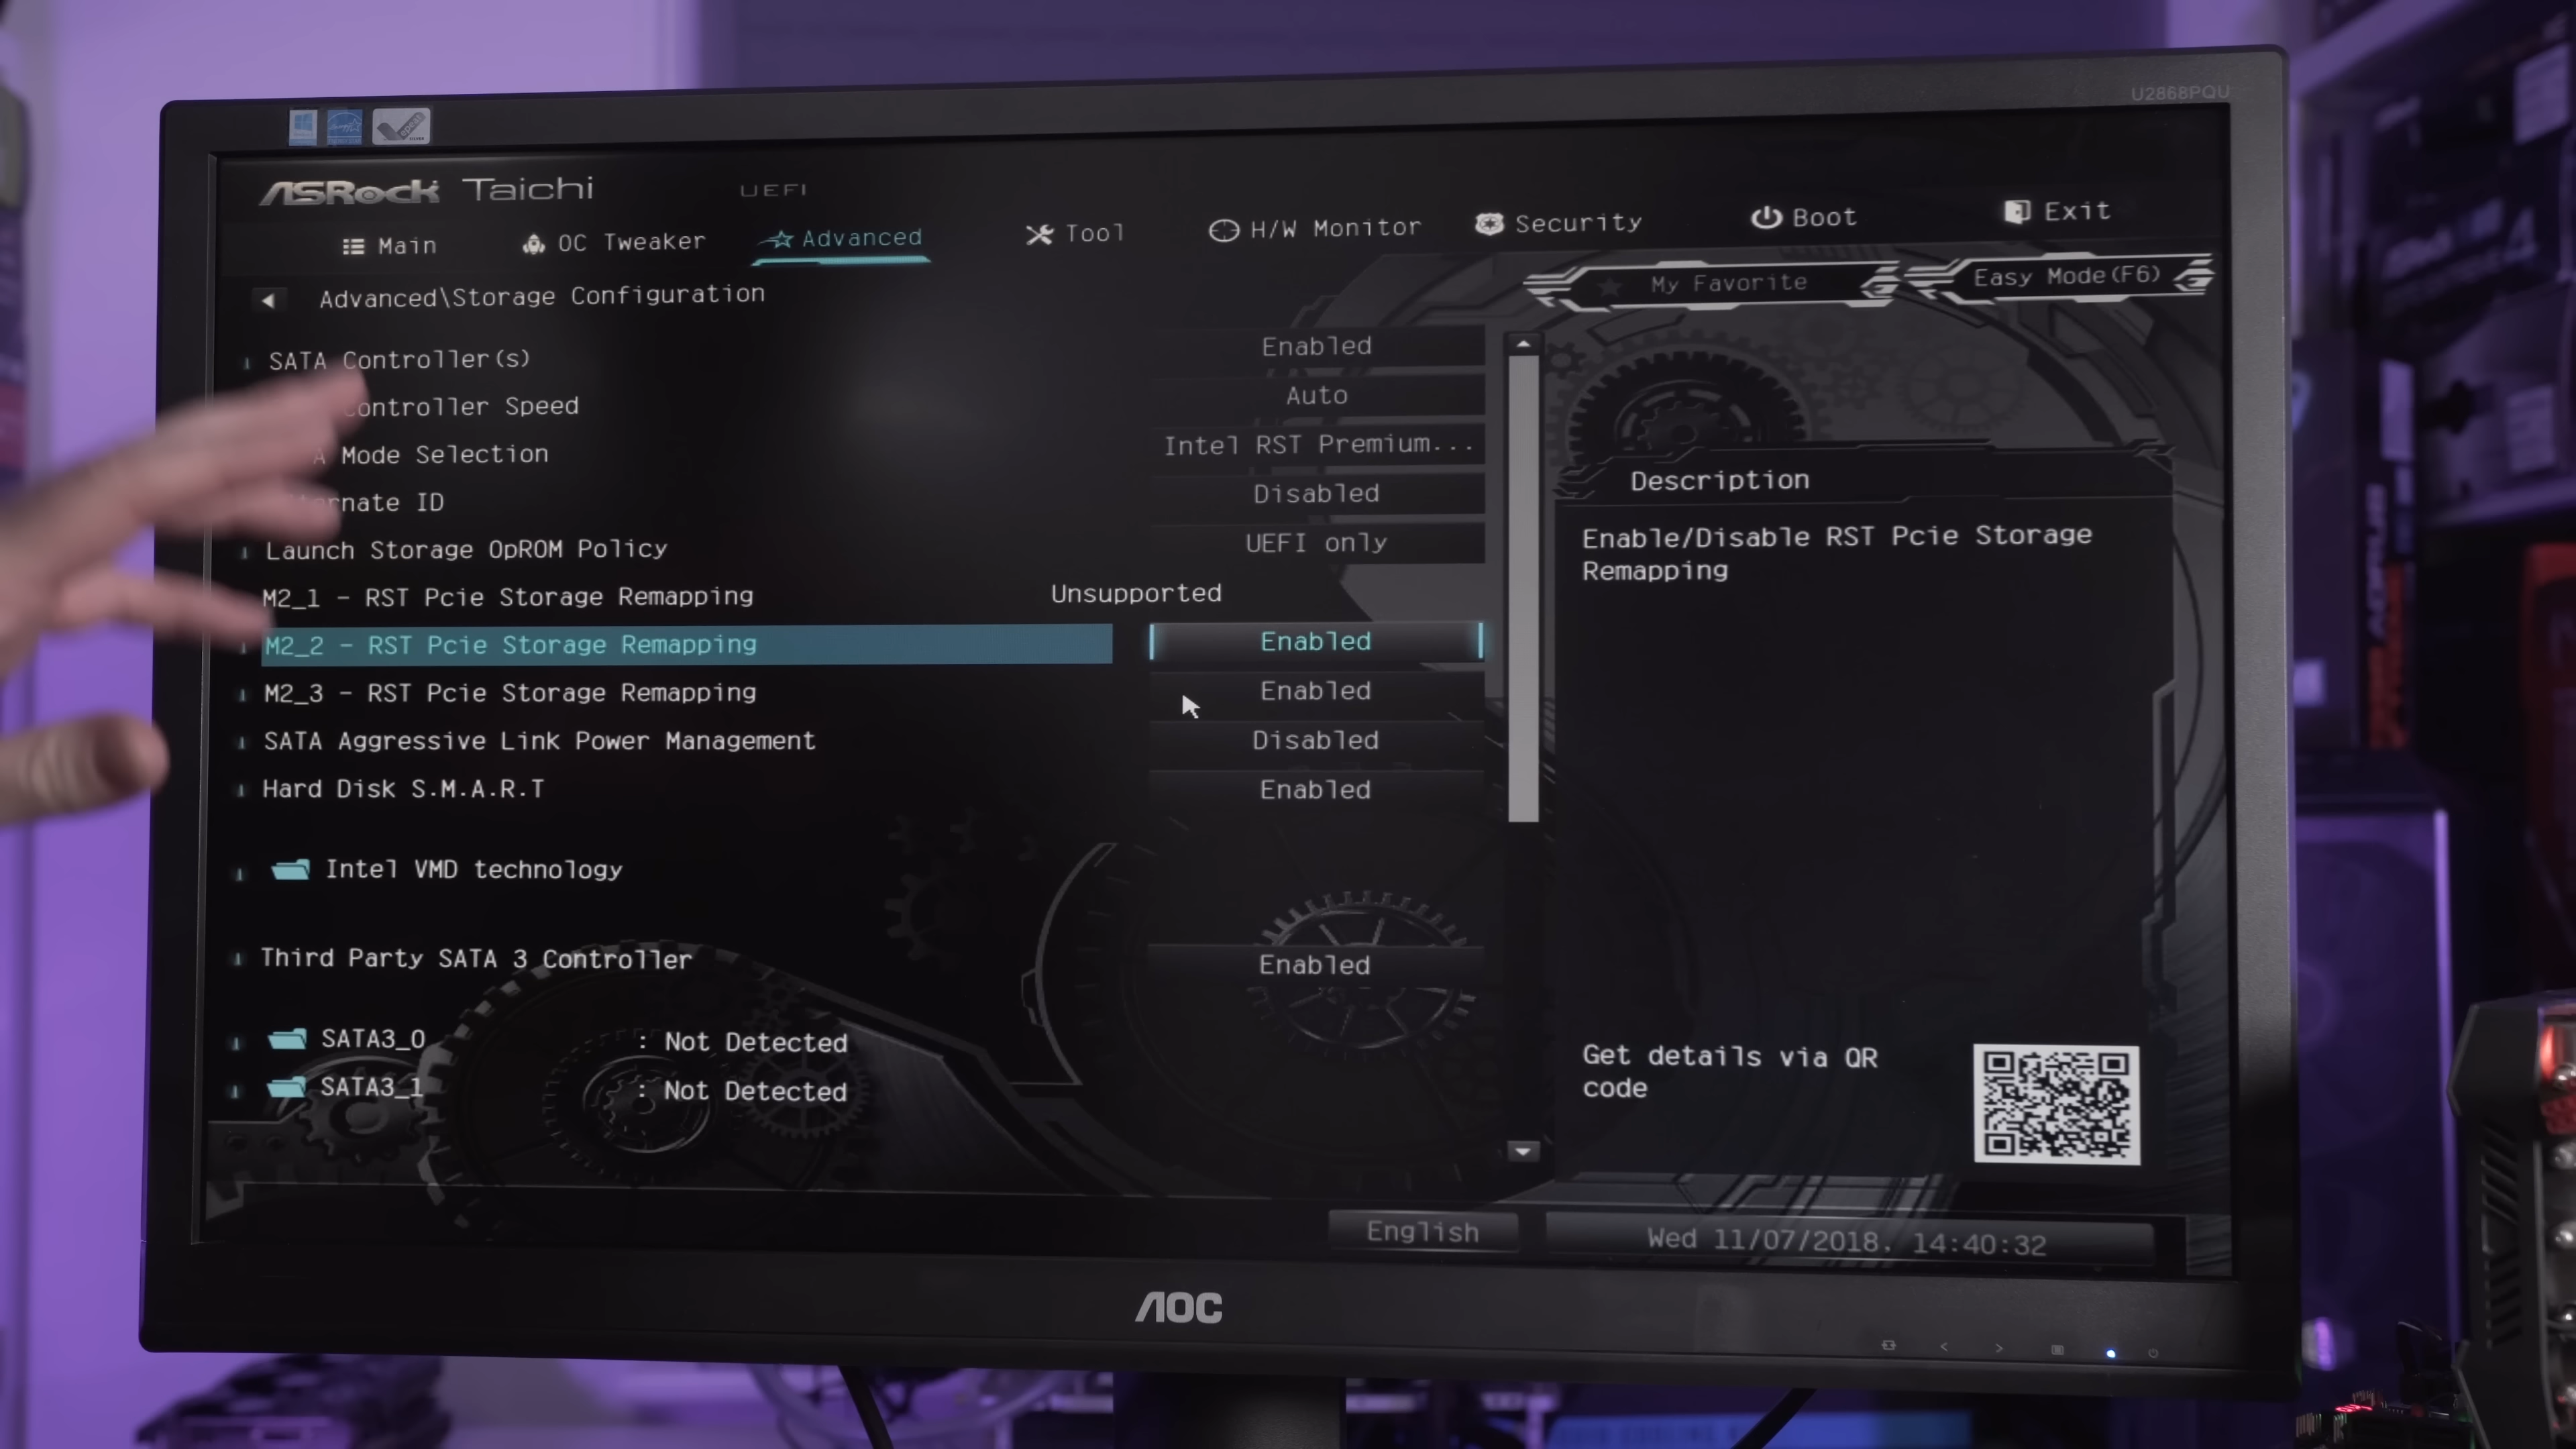 U2868PQU
ASRock Taichi UEFI
Main OC Tweaker Advanced Tool H/W Monitor Security Boot Exit
My Favorite Easy Mode(F6)
Advanced\Storage Configuration
SATA Controller(s) Enabled
Controller Speed Auto
Mode Selection Intel RST Premium...
ID Disabled
Launch Storage OpROM Policy UEFI only
M2_1 - RST Pcie Storage Remapping Unsupported
M2_2 - RST Pcie Storage Remapping Enabled
M2_3 - RST Pcie Storage Remapping Enabled
SATA Aggressive Link Power Management Disabled
Hard Disk S.M.A.R.T Enabled
Intel VMD technology
Third Party SATA 3 Controller Enabled
SATA3_0 : Not Detected
SATA3_1 : Not Detected
Description
Enable/Disable RST Pcie Storage
Remapping
Get details via QR
code
English
Wed 11/07/2018. 14:40:32
AOC